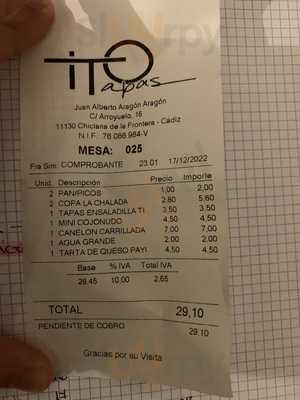 iTO
Tapas
Juan Alberto Aragón Aragón
C/ Arroyuelo, 16
11130 Chiclana de la Frontera - Cádiz
N.I.F. 76.086.984-V
MESA: 025
Fra.Sim: COMPROBANTE 23:01 17/12/2022
Unid. Descripción Precio Importe
2 PAN/PICOS 1,00 2,00
2 COPA LA CHALADA 2,80 5,60
1 TAPAS ENSALADILLA TI 3,50 3,50
1 MINI COJONUDO 4,50 4,50
1 CANELON CARRILLADA 7,00 7,00
1 AGUA GRANDE 2,00 2,00
1 TARTA DE QUESO PAYI 4,50 4,50
Base % IVA Total IVA
26,45 10,00 2,65
TOTAL 29,10
PENDIENTE DE COBRO 29,10
Gracias por su Visita